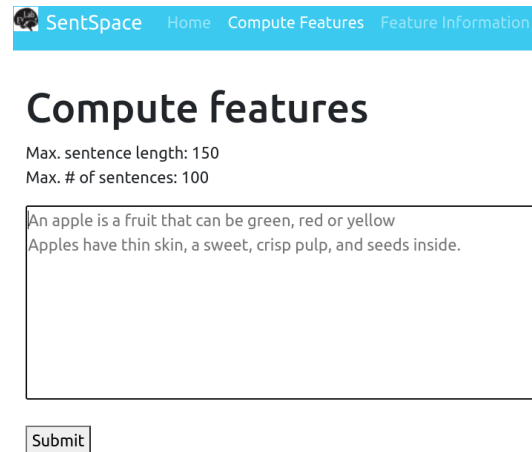 SentSpace Home Compute Features Feature Information
Compute features
Max. sentence length: 150
Max. # of sentences: 100
An apple is a fruit that can be green, red or yellow
Apples have thin skin, a sweet, crisp pulp, and seeds inside.
Submit